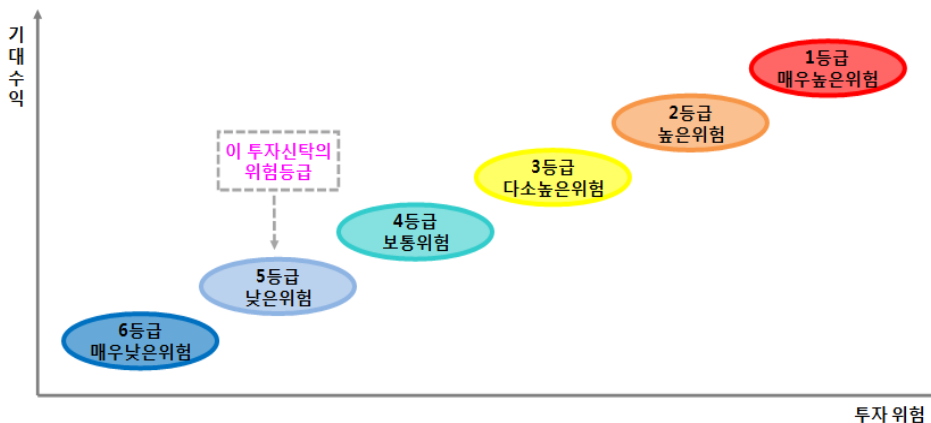 기대수익
1등급
매우높은위험
2등급
높은위험
3등급
다소높은위험
이 투자신탁의
위험등급
4등급
보통위험
5등급
낮은위험
6등급
매우낮은위험
투자 위험